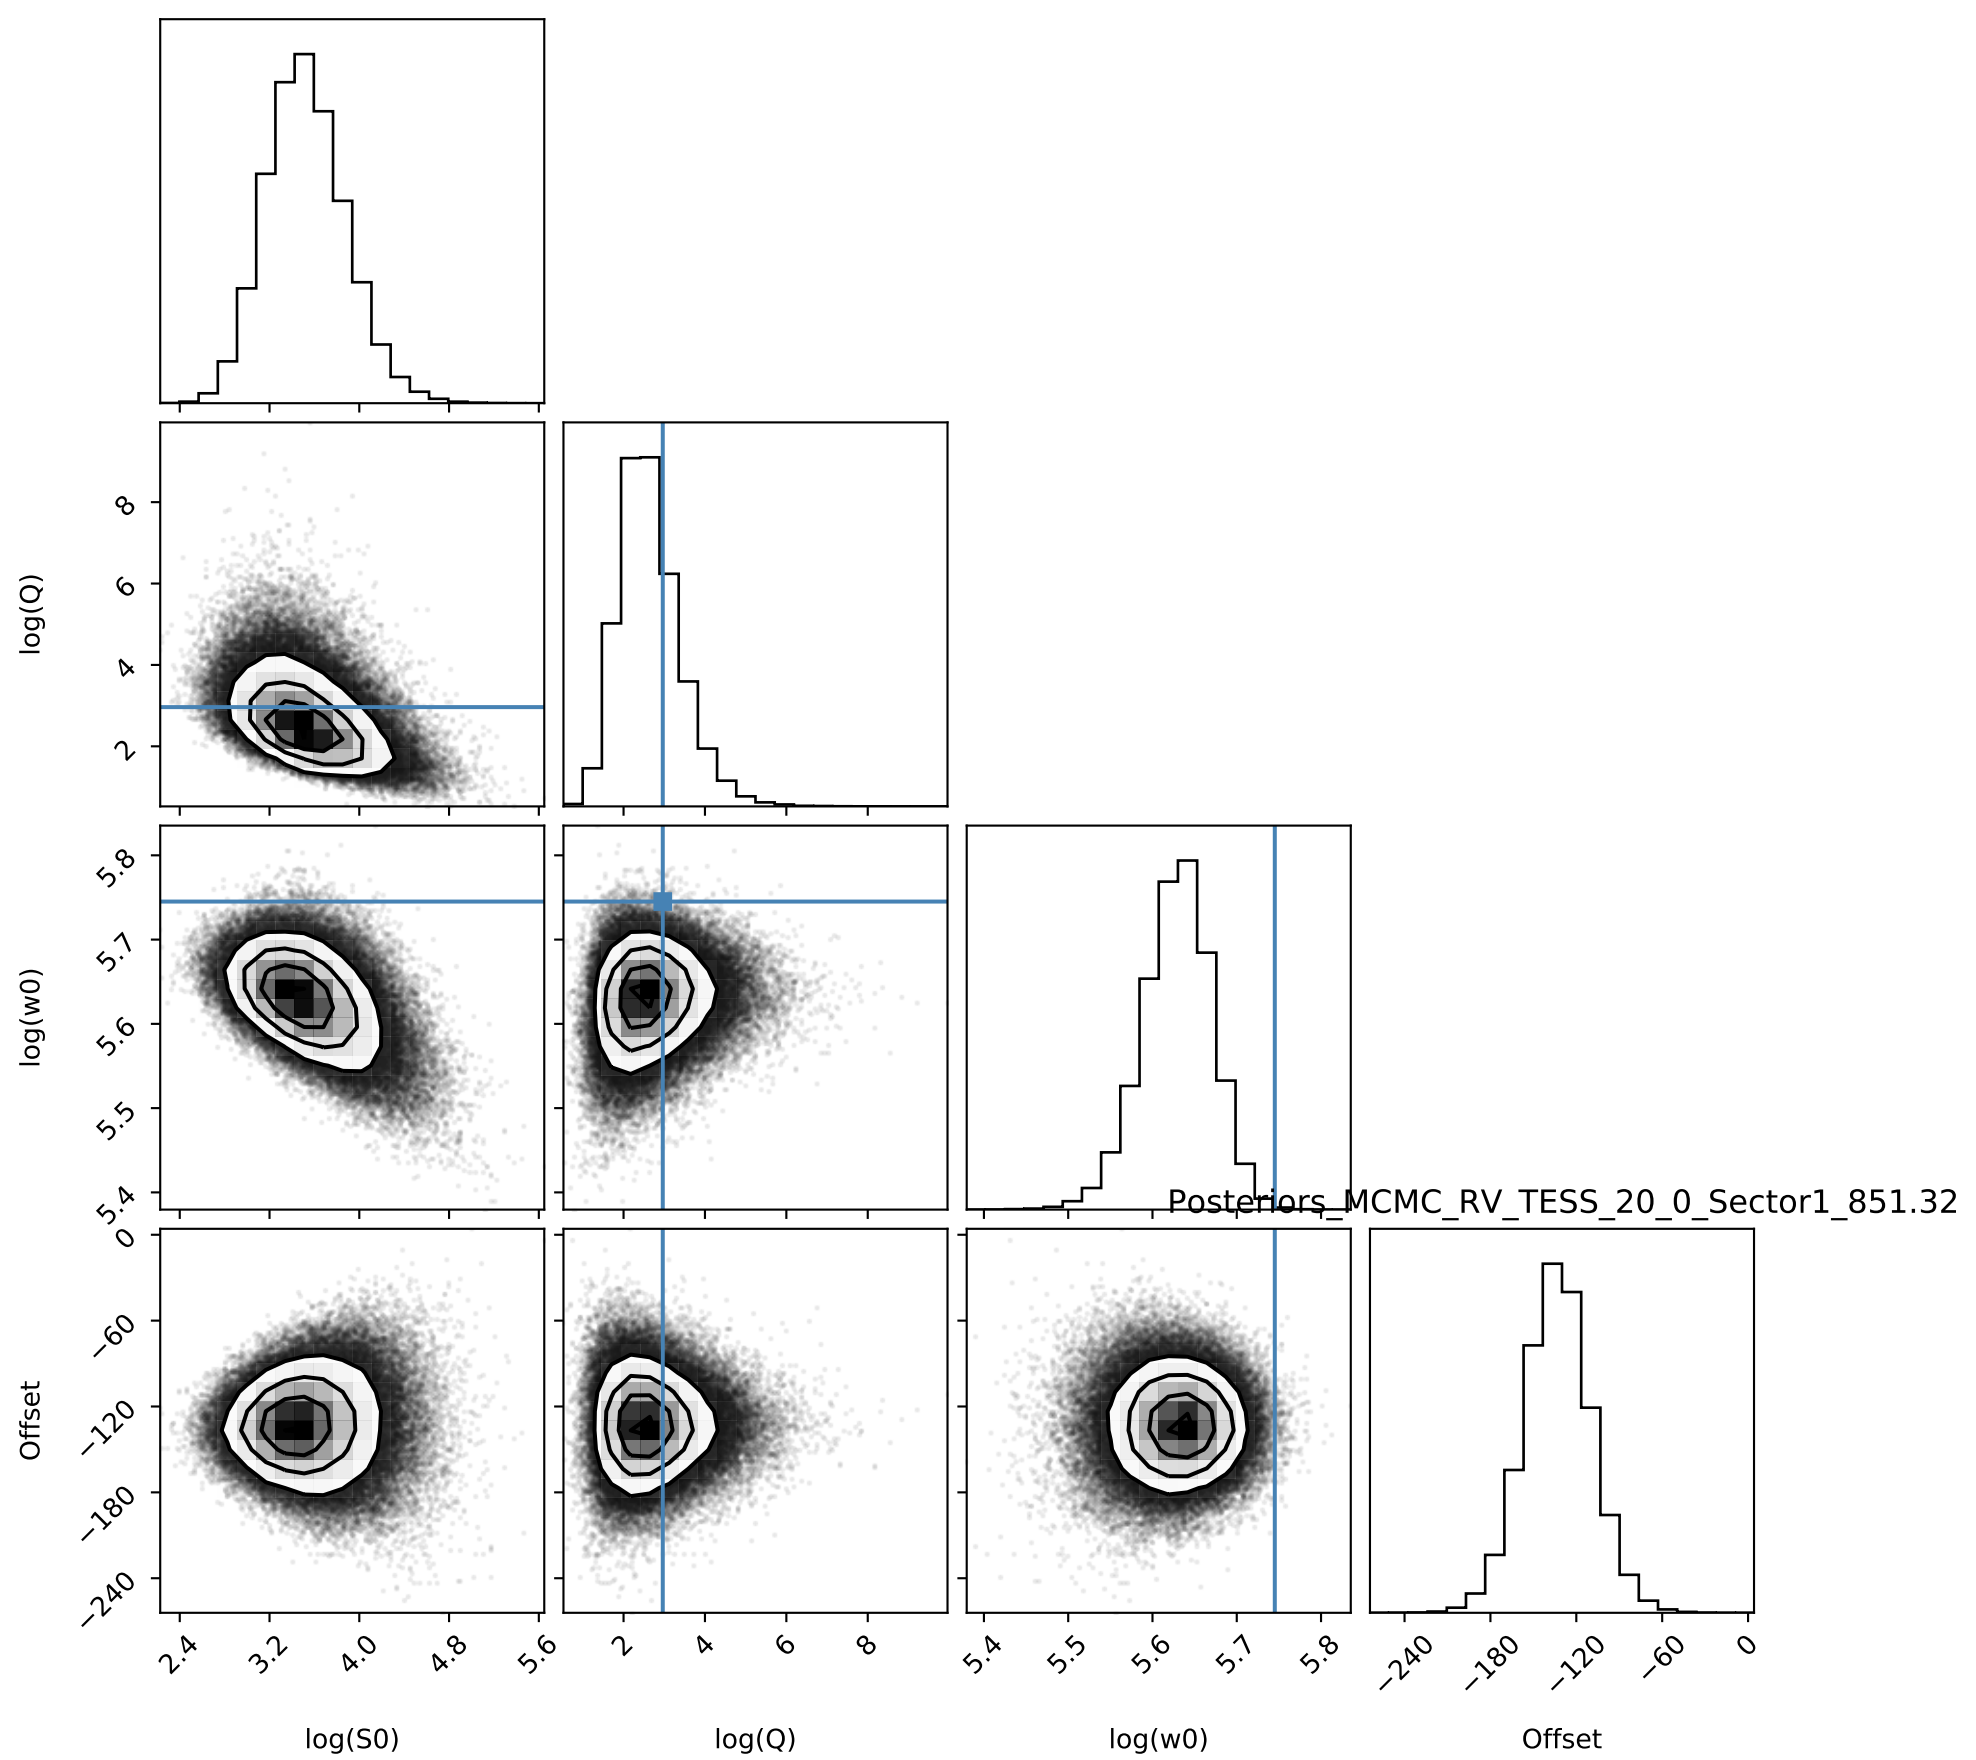 log(Q)
8
6
4
2
log(w0)
5.8
5.7
5.6
5.5
5.4
Posteriors_MCMC_RV_TESS_20_0_Sector1_851.32
Offset
0
−60
−120
−180
−240
2.4 3.2 4.0 4.8 5.6
2 4 6 8
5.4 5.5 5.6 5.7 5.8
−240 −180 −120 −60 0
log(S0) log(Q) log(w0) Offset